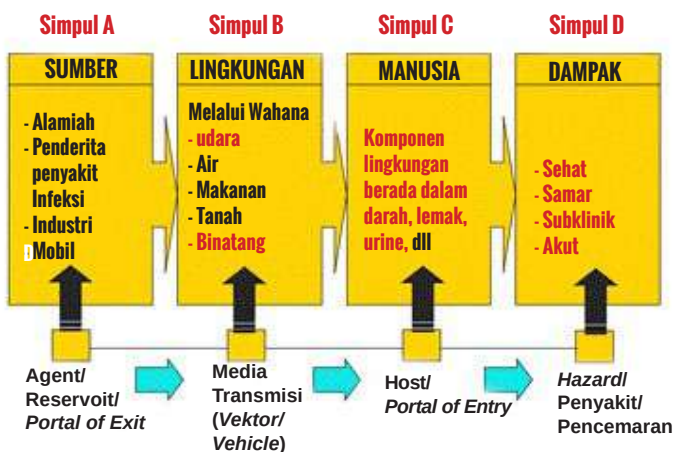 Simpul A
Simpul B
Simpul C
Simpul D
SUMBER
- Alamiah
- Penderita
penyakit
Infeksi
- Industri
Mobil
LINGKUNGAN
Melalui Wahana
- udara
- Air
- Makanan
- Tanah
- Binatang
MANUSIA
Komponen
lingkungan
berada dalam
darah, lemak,
urine, dll
DAMPAK
- Sehat
- Samar
- Subklinik
- Akut
Agent/
Reservoit/
Portal of Exit
Media
Transmisi
(Vektor/
Vehicle)
Host/
Portal of Entry
Hazard/
Penyakit/
Pencemaran